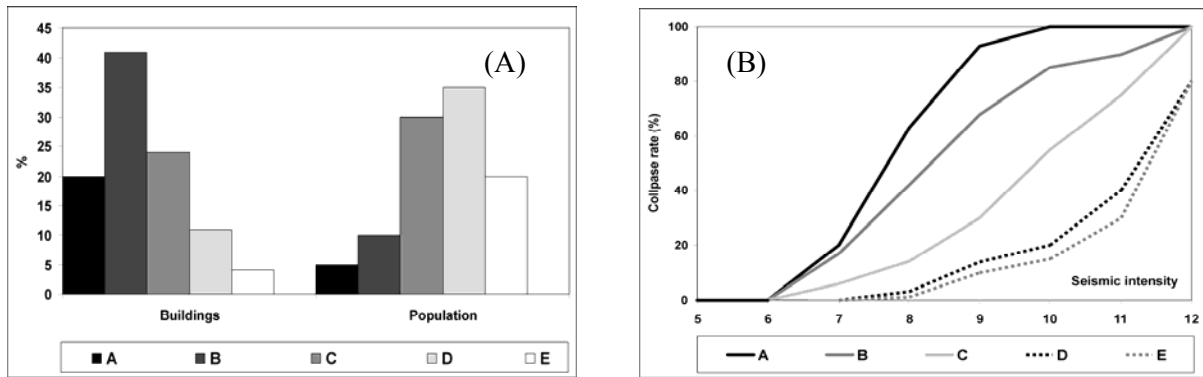 (A)
45
40
35
30
25
20
15
10
5
0
%
Buildings Population
A B C D E
(B)
100
80
60
40
20
0
Collpase rate (%)
Seismic intensity
5 6 7 8 9 10 11 12
A B C D E